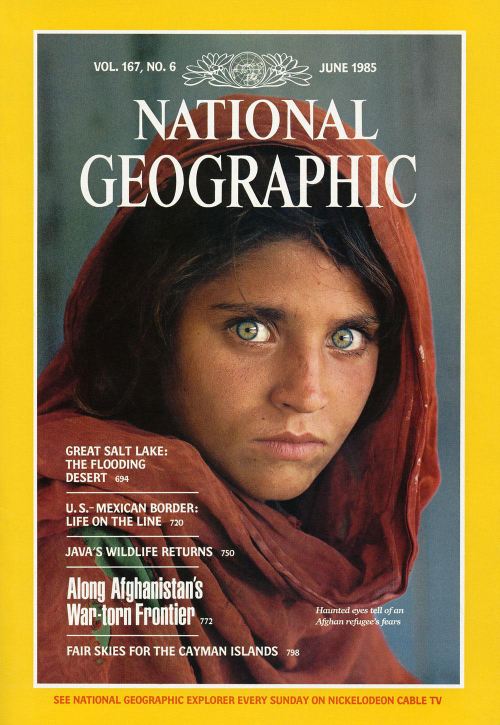 VOL. 167, NO. 6
JUNE 1985
NATIONAL
GEOGRAPHIC
GREAT SALT LAKE:
THE FLOODING
DESERT 694
U.S.-MEXICAN BORDER:
LIFE ON THE LINE 720
JAVA'S WILDLIFE RETURNS 750
Along Afghanistan's
War-torn Frontier 772
Haunted eyes tell of an
Afghan refugee's fears
FAIR SKIES FOR THE CAYMAN ISLANDS 798
SEE NATIONAL GEOGRAPHIC EXPLORER EVERY SUNDAY ON NICKELODEON CABLE TV